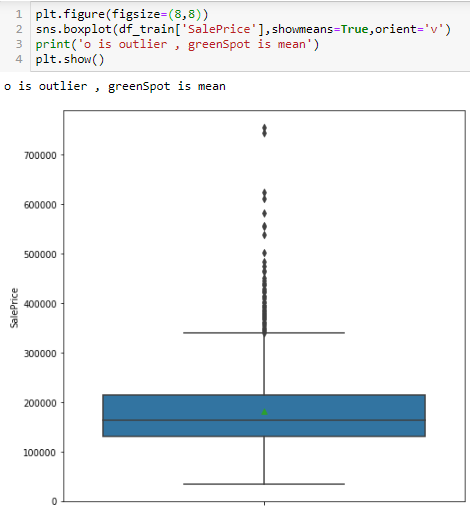 1 plt.figure(figsize=(8,8))
2 sns.boxplot(df_train['SalePrice'],showmeans=True,orient='v')
3 print('o is outlier , greenSpot is mean')
4 plt.show()
o is outlier , greenSpot is mean
700000
600000
500000
400000
300000
200000
100000
0
SalePrice